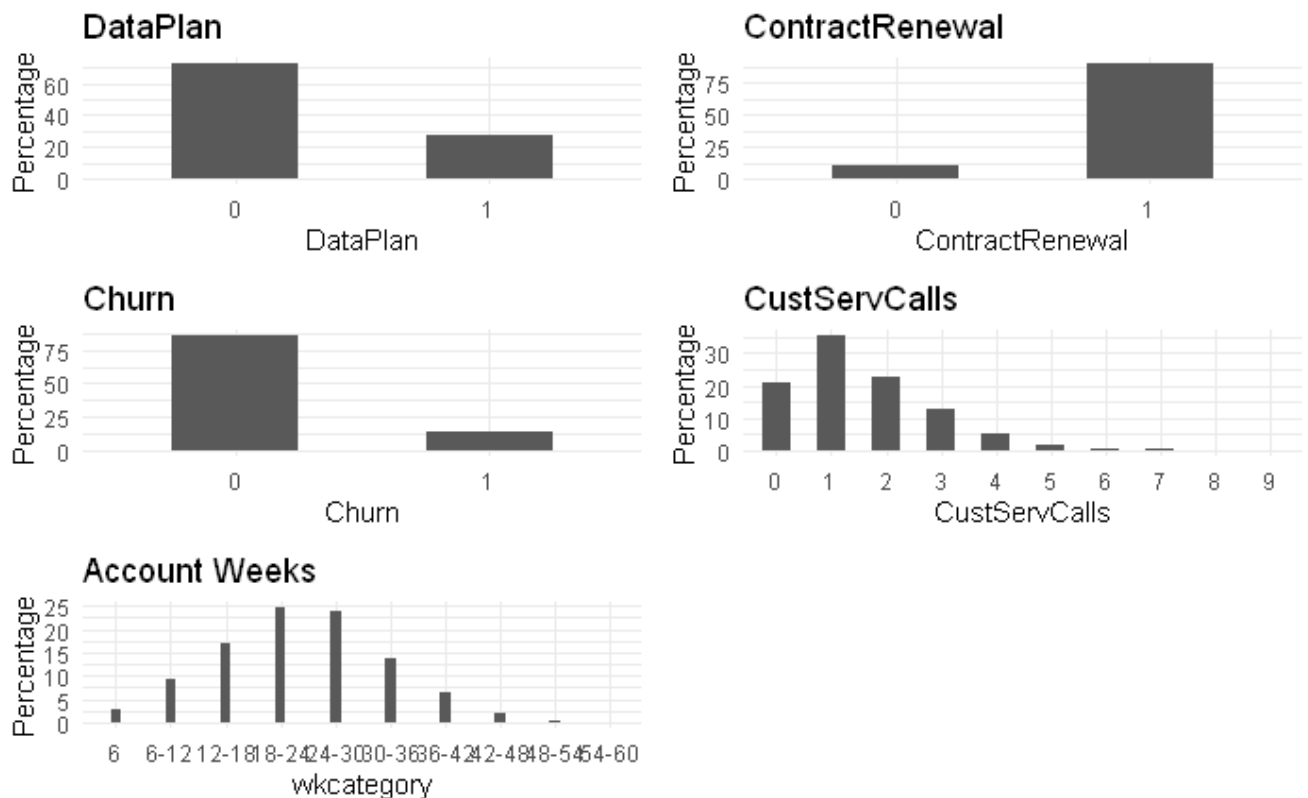 DataPlan
Percentage
60
40
20
0
0 1
DataPlan
ContractRenewal
Percentage
75
50
25
0
0 1
ContractRenewal
Churn
Percentage
75
50
25
0
0 1
Churn
CustServCalls
Percentage
30
20
10
0
0 1 2 3 4 5 6 7 8 9
CustServCalls
Account Weeks
Percentage
25
20
15
10
5
0
6 6-12 12-18 18-24 24-30 30-36 36-42 42-48 48-54 54-60
wkcategory